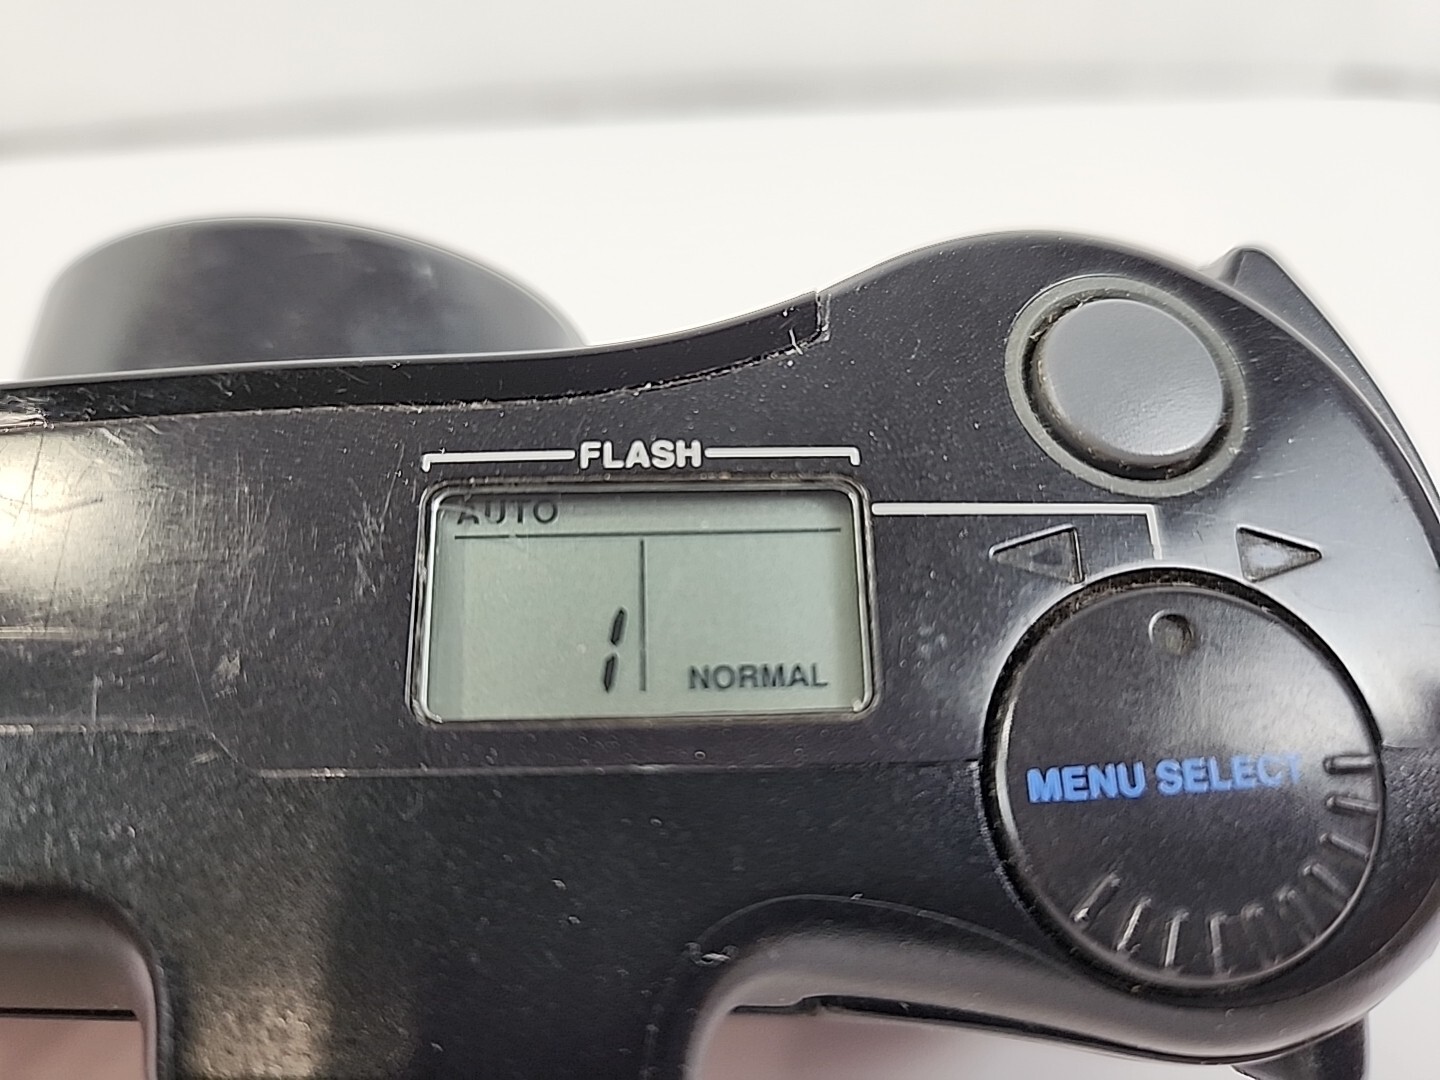 FLASH
AUTO
1
NORMAL
MENU SELECT